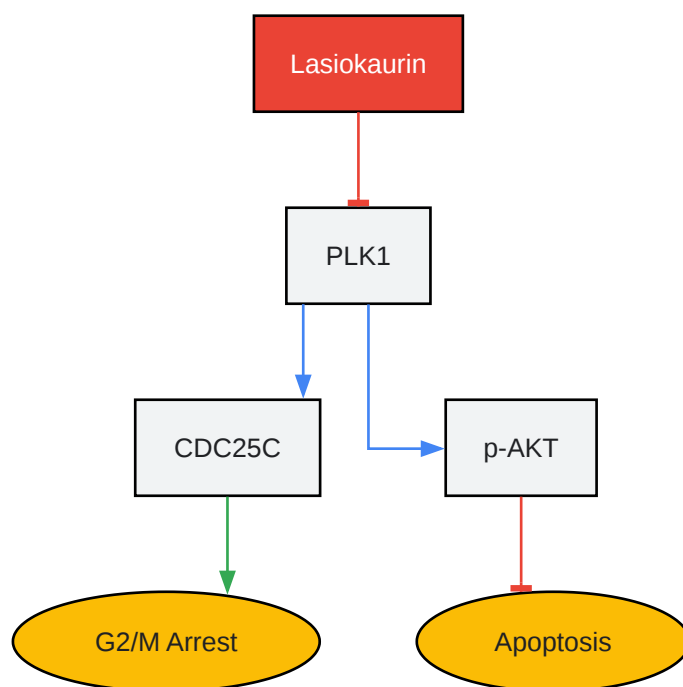 Lasiokaurin
PLK1
CDC25C
p-AKT
G2/M Arrest
Apoptosis